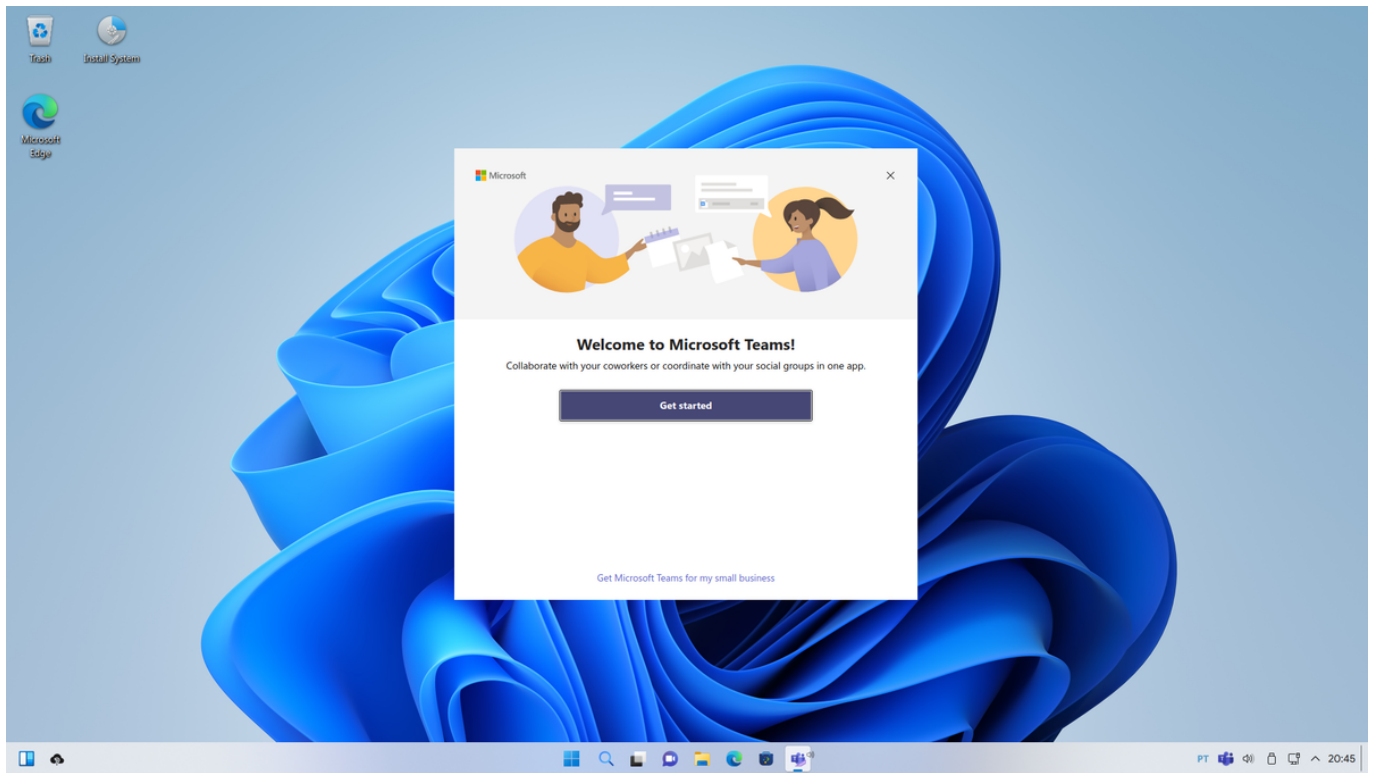 Trash
Install System
Microsoft
Edge
Microsoft
Welcome to Microsoft Teams!
Collaborate with your coworkers or coordinate with your social groups in one app.
Get started
Get Microsoft Teams for my small business
PT
20:45